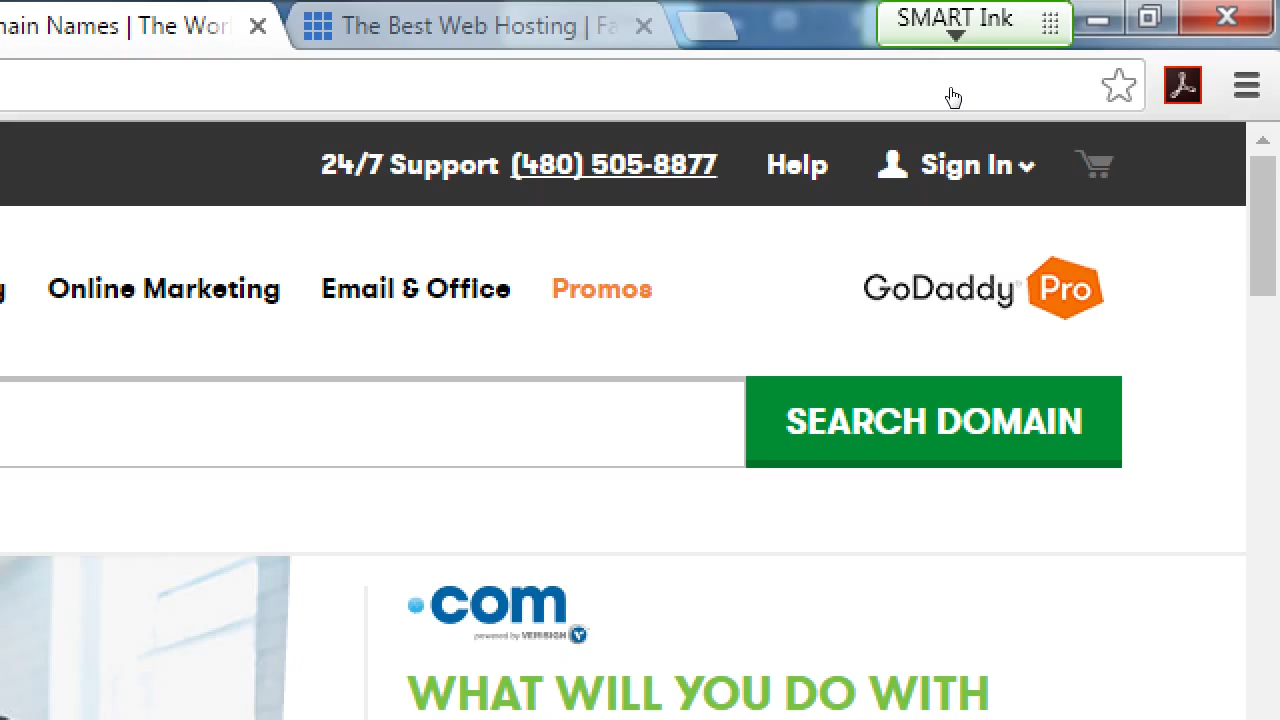 main Names | The Wor
The Best Web Hosting | Fa
SMART Ink
24/7 Support (480) 505-8877 Help Sign In
y Online Marketing Email & Office Promos
GoDaddy Pro
SEARCH DOMAIN
.com
powered by VERISIGN
WHAT WILL YOU DO WITH